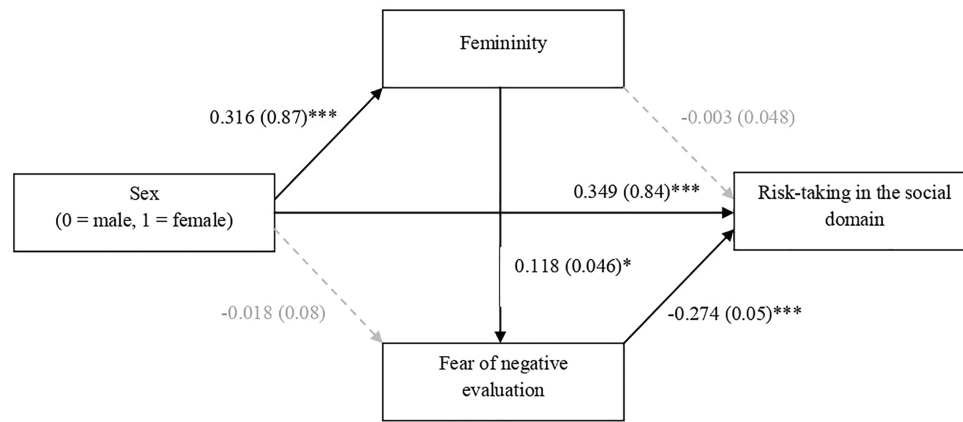 Femininity
0.316 (0.87)***
-0.003 (0.048)
Sex
(0 = male, 1 = female)
0.349 (0.84)***
Risk-taking in the social
domain
0.118 (0.046)*
-0.018 (0.08)
-0.274 (0.05)***
Fear of negative
evaluation